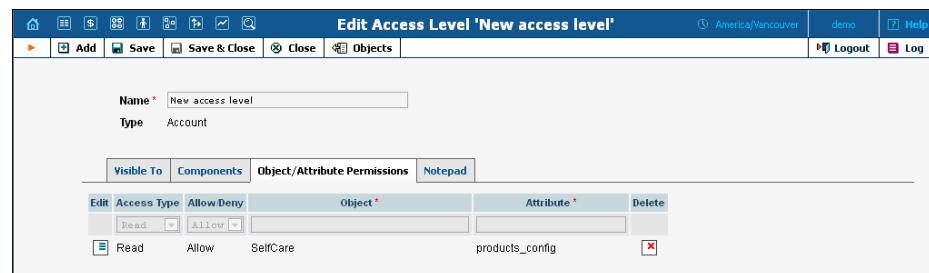 Edit Access Level 'New access level'
America/Vancouver
demo
Help
Add
Save
Save & Close
Close
Objects
Logout
Log
Name *
New access level
Type
Account
Visible To
Components
Object/Attribute Permissions
Notepad
Edit Access Type Allow/Deny Object * Attribute * Delete
Read Allow
Read Allow SelfCare products_config